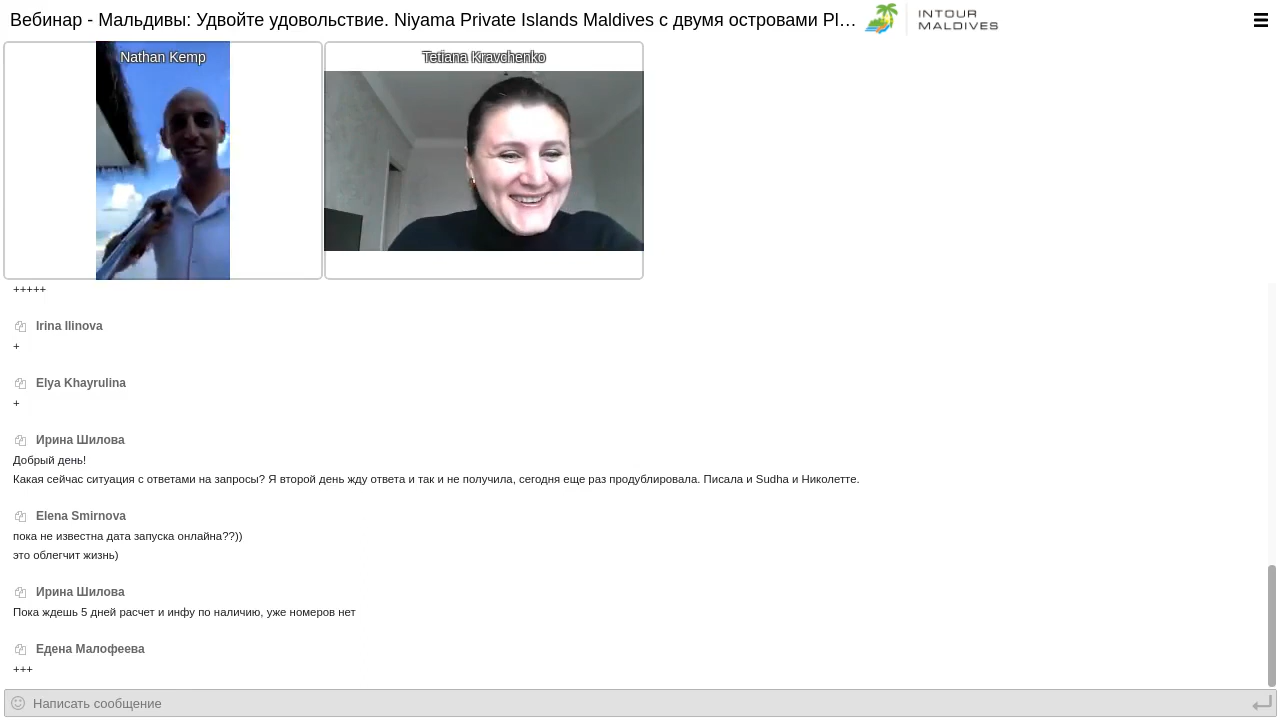 Вебинар - Мальдивы: Удвойте удовольствие. Niyama Private Islands Maldives с двумя островами Pl…
INTOUR
MALDIVES
Nathan Kemp
Tetiana Kravchenko
+++++
Irina Ilinova
+
Elya Khayrulina
+
Ирина Шилова
Добрый день!
Какая сейчас ситуация с ответами на запросы? Я второй день жду ответа и так и не получила, сегодня еще раз продублировала. Писала и Sudha и Николетте.
Elena Smirnova
пока не известна дата запуска онлайна??))
это облегчит жизнь)
Ирина Шилова
Пока ждешь 5 дней расчет и инфу по наличию, уже номеров нет
Едена Малофеева
+++
Написать сообщение